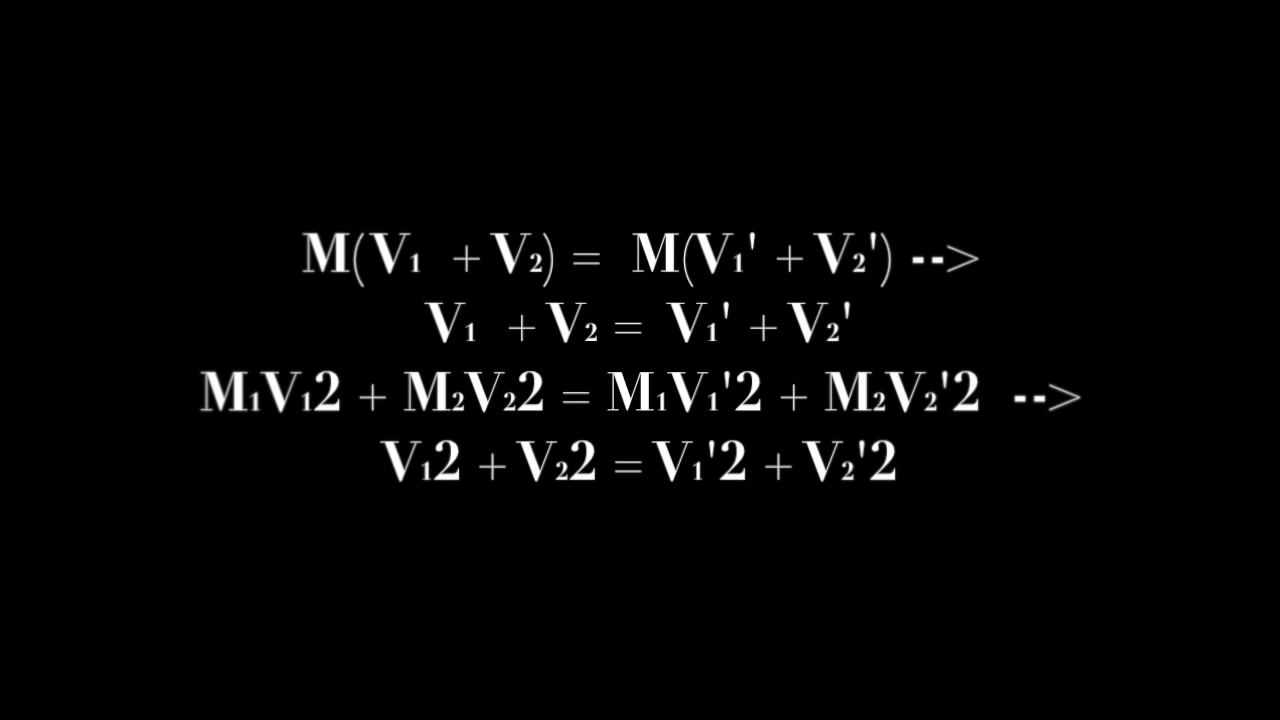 M(V₁ + V₂) = M(V₁' + V₂') -->
V₁ + V₂ = V₁' + V₂'
M₁V₁2 + M₂V₂2 = M₁V₁'2 + M₂V₂'2 -->
V₁2 + V₂2 = V₁'2 + V₂'2